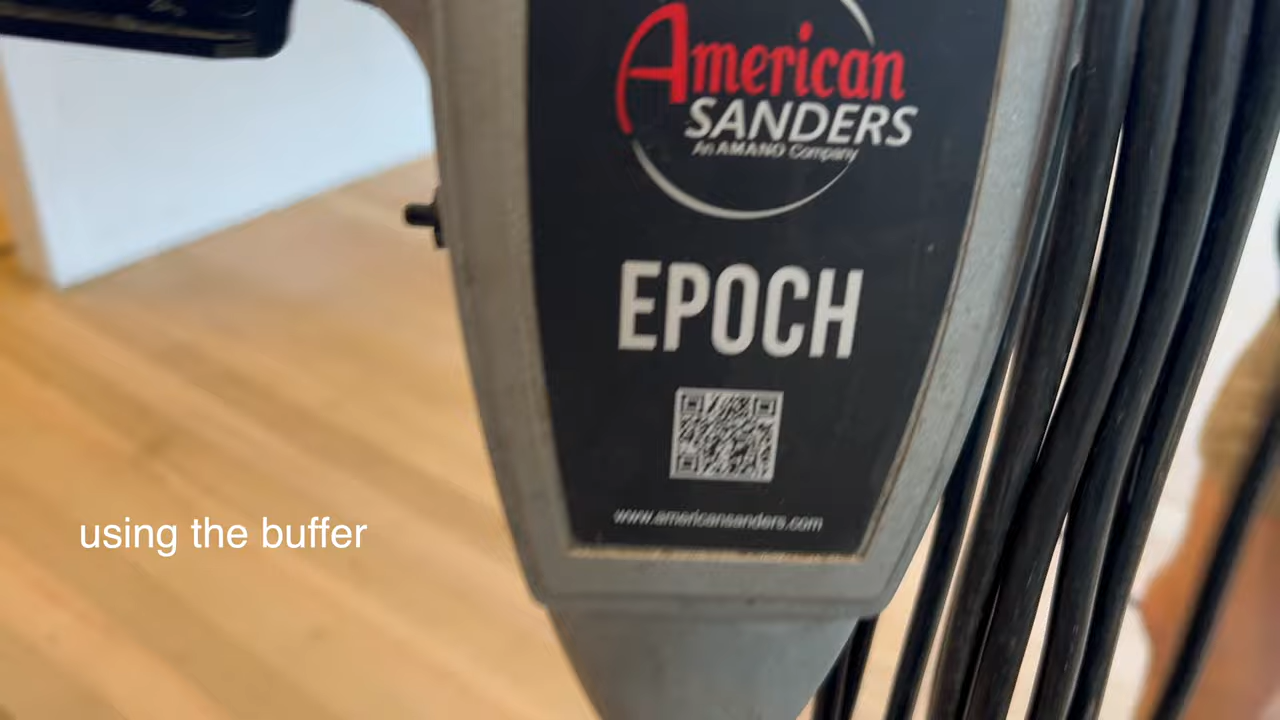 American
SANDERS
An AMANO Company
EPOCH
www.americansanders.com
using the buffer